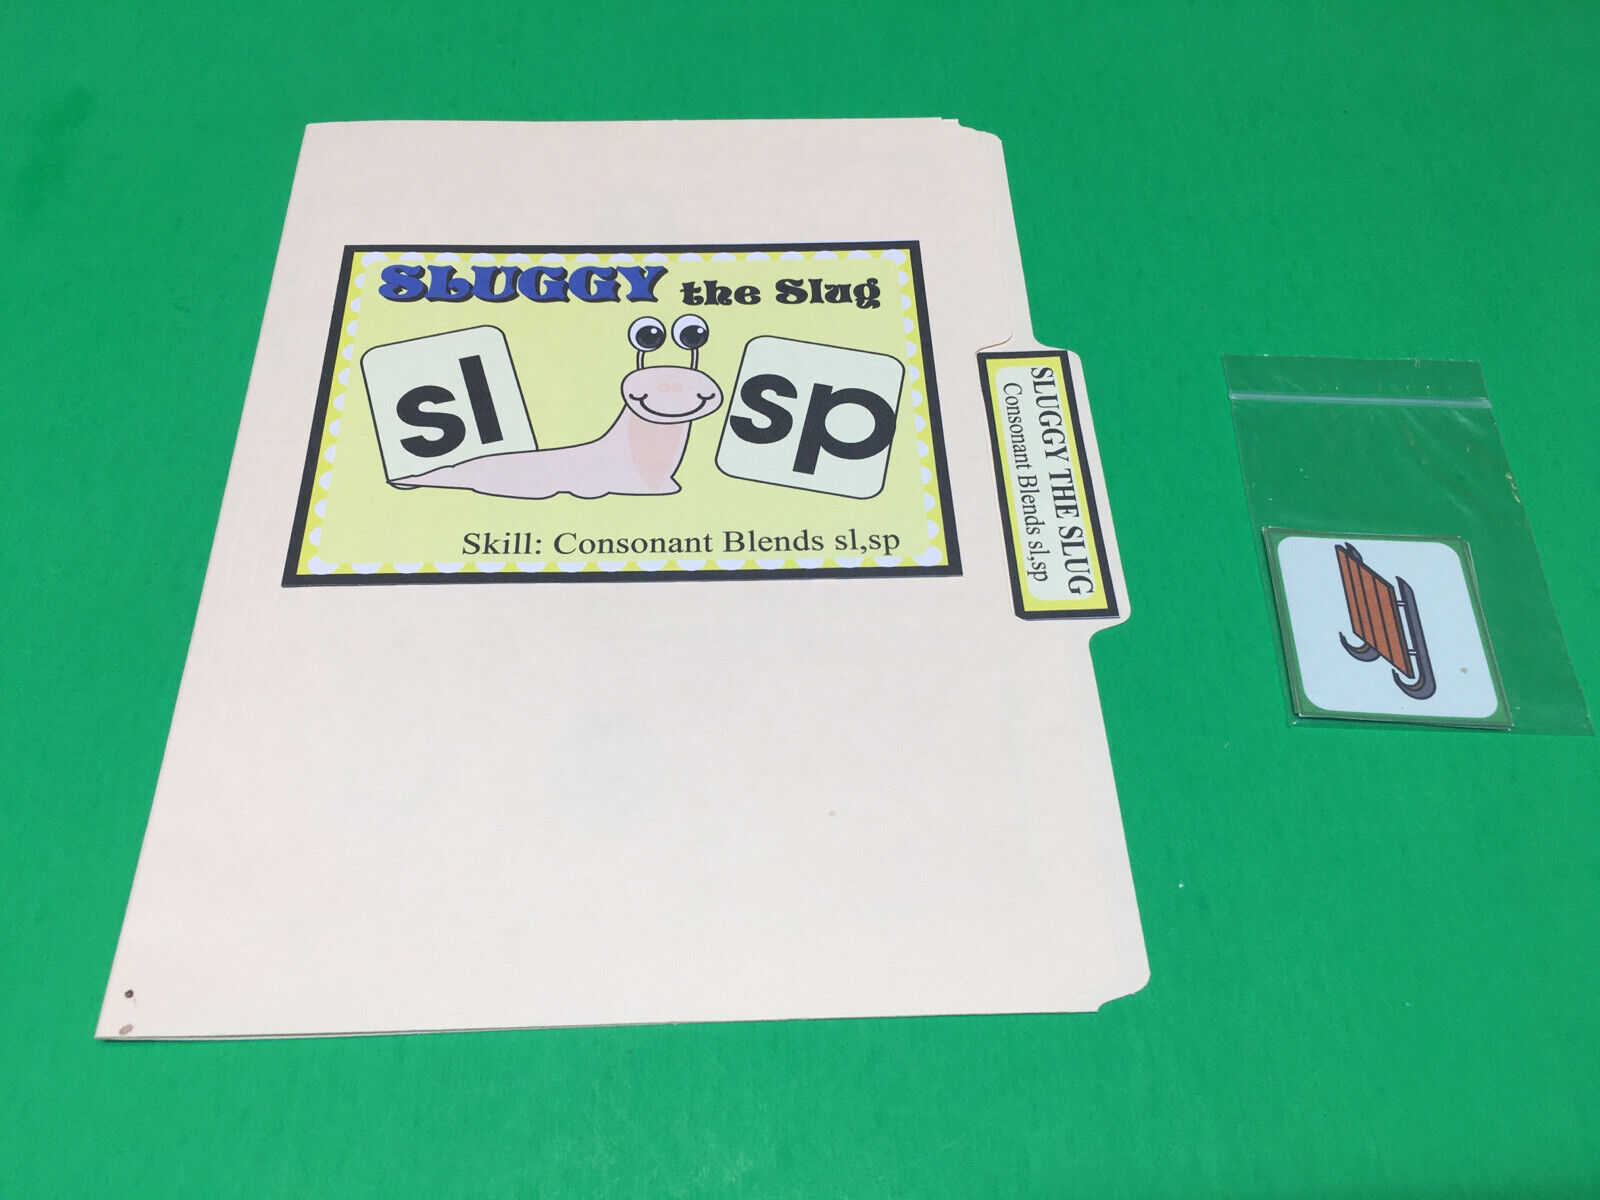 SLUGGY the Slug
sl
sp
Skill: Consonant Blends sl,sp
SLUGGY THE SLUG
Consonant Blends sl,sp